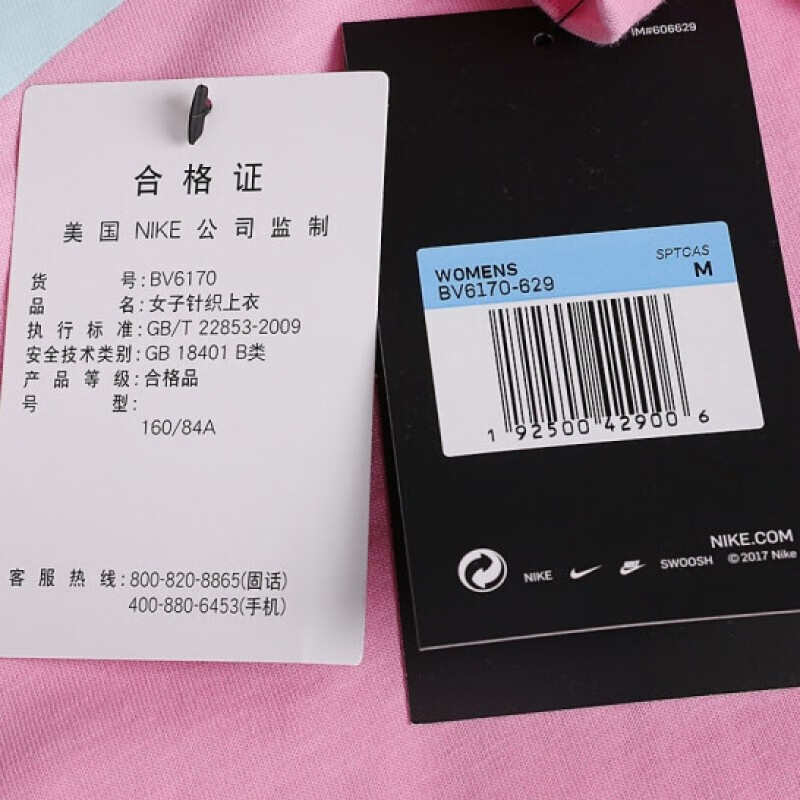 合格证
美国 NIKE 公司监制
货号:BV6170
品名:女子针织上衣
执行标准:GB/T 22853-2009
安全技术类别:GB 18401 B类
产品等级:合格品
号型:
160/84A
客服热线:800-820-8865(固话)
400-880-6453(手机)
IM#606629
SPTCAS
WOMENS M
BV6170-629
1 92500 42900 6
NIKE.COM
NIKE SWOOSH ©2017 Nike